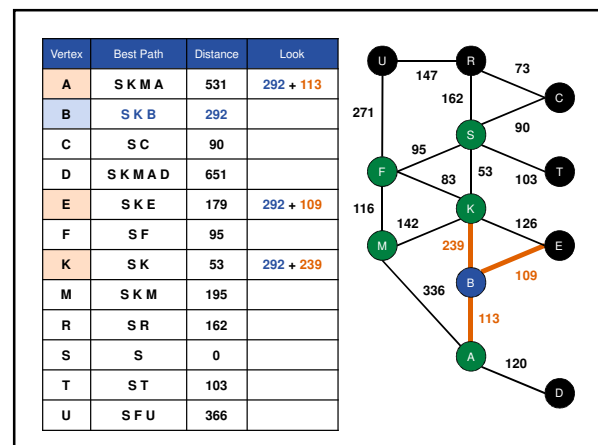 Vertex Best Path Distance Look
A S K M A 531 292 + 113
B S K B 292
C S C 90
D S K M A D 651
E S K E 179 292 + 109
F S F 95
K S K 53 292 + 239
M S K M 195
R S R 162
S S 0
T S T 103
U S F U 366
U R
147 73
C
162
271 90
S
95
53 103 T
F
83
K
116 142 126
M E
239
109
336 B
113
A
120
D